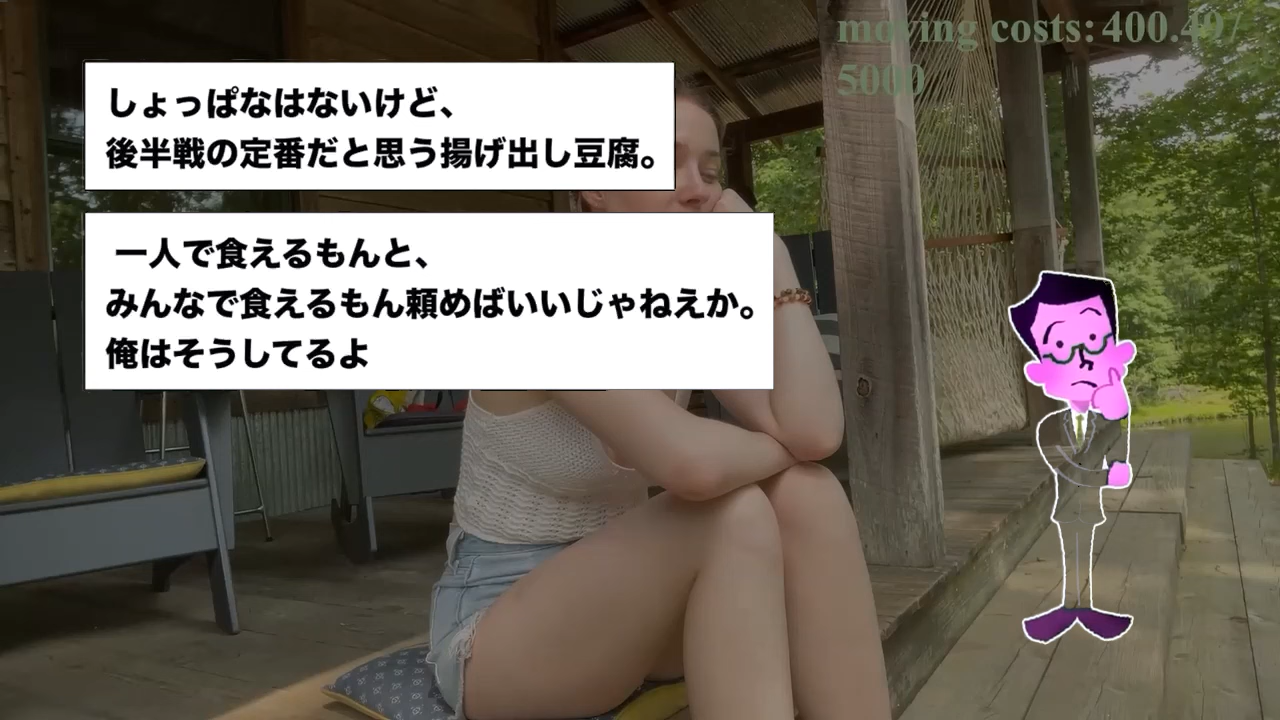 moving costs: 400.49/
5000
しょっぱなはないけど、
後半戦の定番だと思う揚げ出し豆腐。
一人で食えるもんと、
みんなで食えるもん頼めばいいじゃねえか。
俺はそうしてるよ